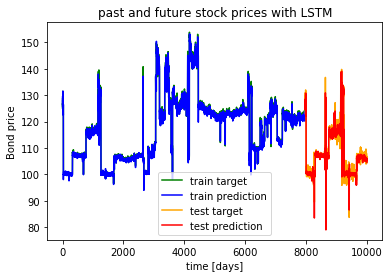 past and future stock prices with LSTM
150
140
130
120
110
100
90
80
Bond price
train target
train prediction
test target
test prediction
0
2000
4000
6000
8000
10000
time [days]